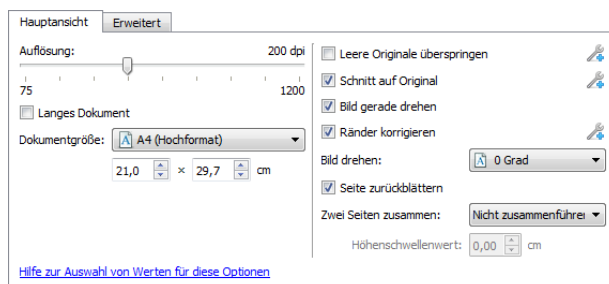 Hauptansicht Erweitert
Auflösung: 200 dpi
75 1200
Langes Dokument
Dokumentgröße: A4 (Hochformat)
21,0 × 29,7 cm
Hilfe zur Auswahl von Werten für diese Optionen
Leere Originale überspringen
Schnitt auf Original
Bild gerade drehen
Ränder korrigieren
Bild drehen: 0 Grad
Seite zurückblättern
Zwei Seiten zusammen: Nicht zusammenführei
Höhenschwellenwert: 0,00 cm